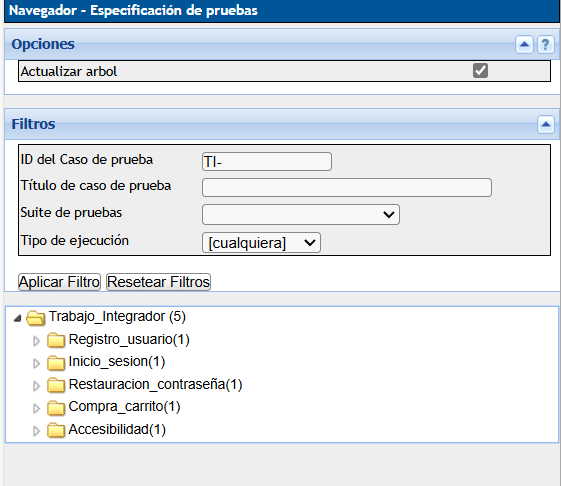 Navegador - Especificación de pruebas
Opciones
?
Actualizar arbol
Filtros
ID del Caso de prueba
TI-
Título de caso de prueba
Suite de pruebas
Tipo de ejecución
[cualquiera]
Aplicar Filtro Resetear Filtros
Trabajo_Integrador (5)
Registro_usuario(1)
Inicio_sesion(1)
Restauracion_contraseña(1)
Compra_carrito(1)
Accesibilidad(1)